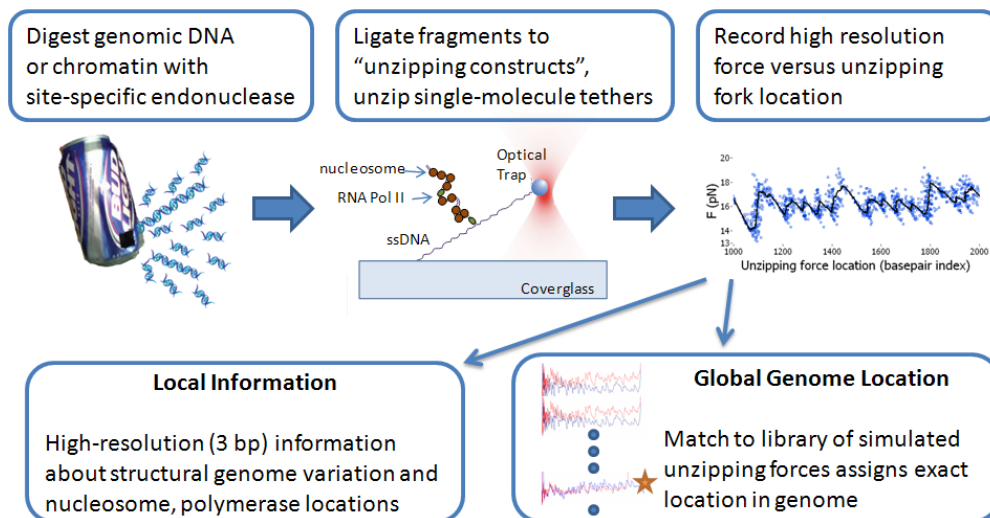 Digest genomic DNA
or chromatin with
site-specific endonuclease
Ligate fragments to
“unzipping constructs”,
unzip single-molecule tethers
Record high resolution
force versus unzipping
fork location
nucleosome
RNA Pol II
ssDNA
Optical
Trap
Coverglass
F (pN)
20
18
16
14
13
1000
1200
1400
1600
1800
2000
Unzipping force location (basepair index)
Local Information
High-resolution (3 bp) information
about structural genome variation and
nucleosome, polymerase locations
Global Genome Location
Match to library of simulated
unzipping forces assigns exact
location in genome